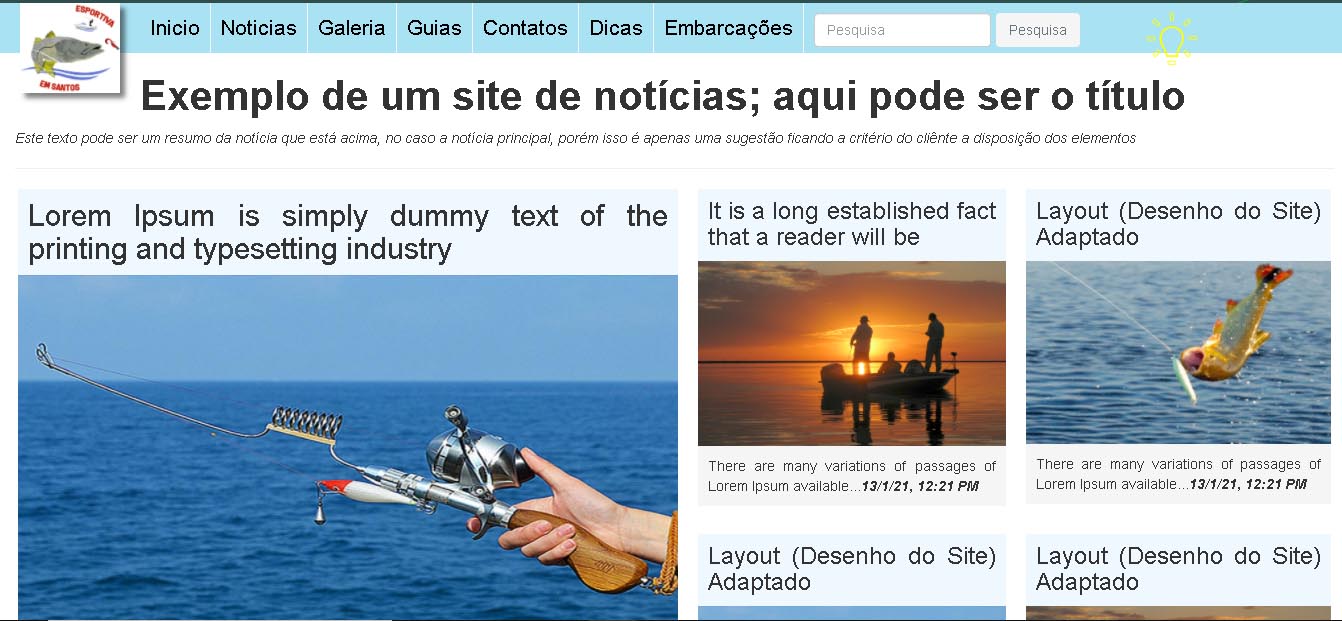 ESPORTIVA
EM SANTOS
Inicio Noticias Galeria Guias Contatos Dicas Embarcações Pesquisa Pesquisa
Exemplo de um site de notícias; aqui pode ser o título
Este texto pode ser um resumo da notícia que está acima, no caso a notícia principal, porém isso é apenas uma sugestão ficando a critério do cliênte a disposição dos elementos
Lorem Ipsum is simply dummy text of the
printing and typesetting industry
It is a long established fact
that a reader will be
There are many variations of passages of
Lorem Ipsum available...13/1/21, 12:21 PM
Layout (Desenho do Site)
Adaptado
There are many variations of passages of
Lorem Ipsum available...13/1/21, 12:21 PM
Layout (Desenho do Site)
Adaptado
Layout (Desenho do Site)
Adaptado